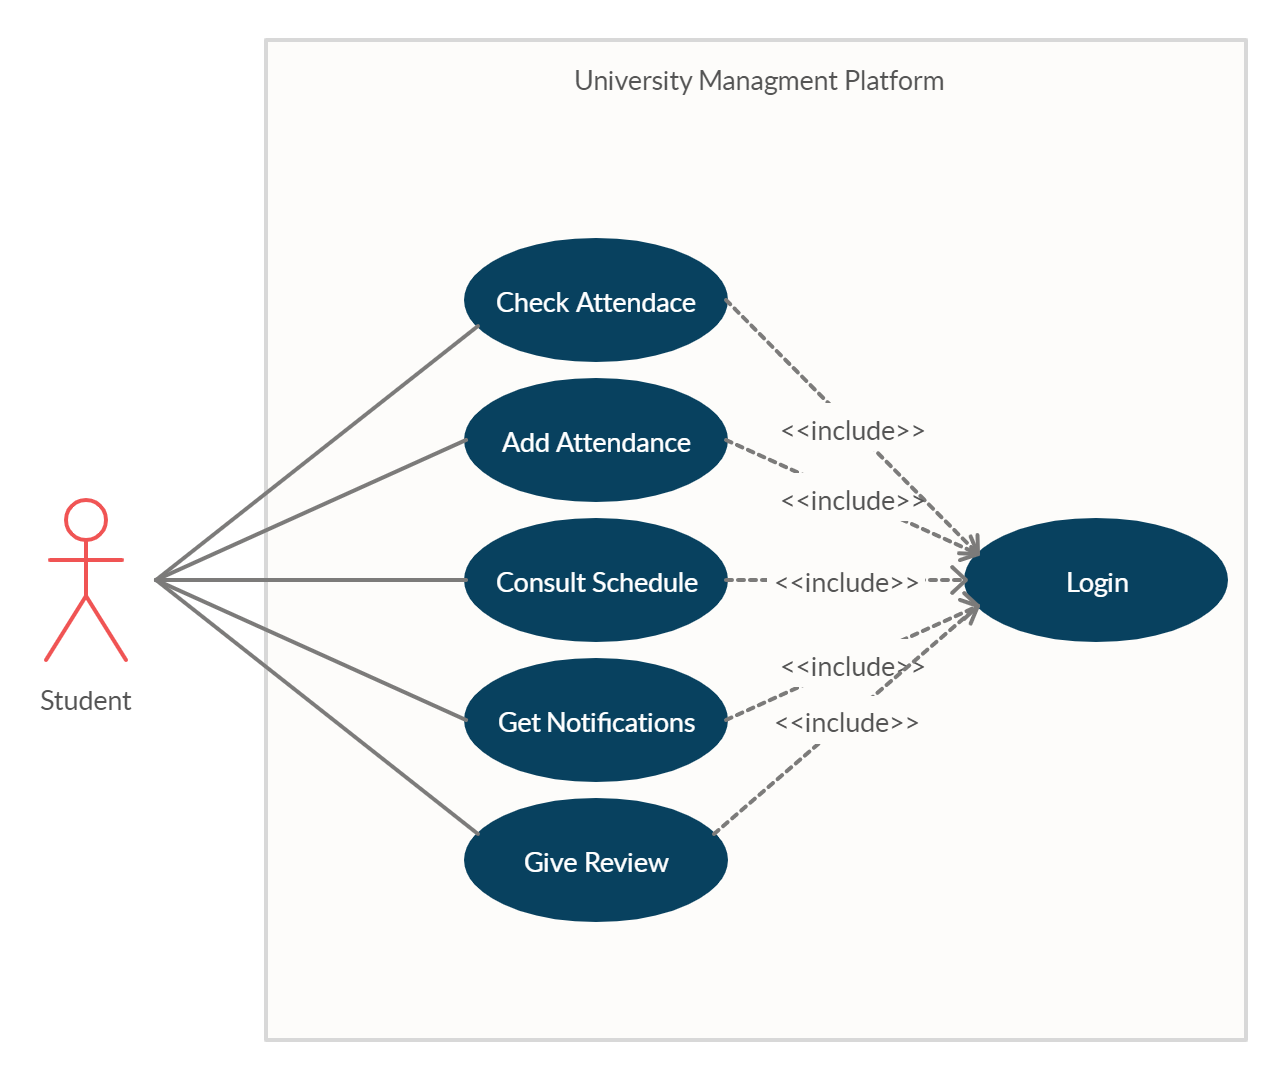 University Managment Platform
Check Attendace
Add Attendance
Consult Schedule
Get Notifications
Give Review
<<include>>
<<include>>
<<include>>
<<include>>
<<include>>
Login
Student